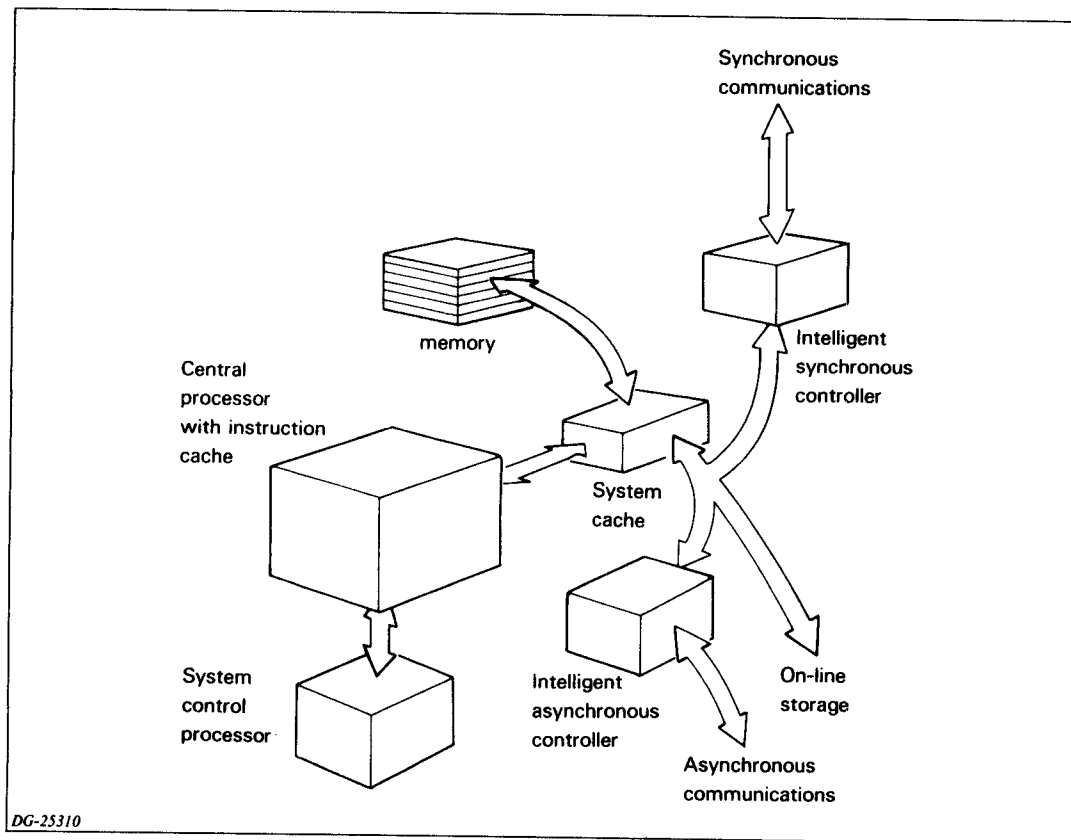 Synchronous
communications
memory
Intelligent
synchronous
controller
Central
processor
with instruction
cache
System
cache
System
control
processor
Intelligent
asynchronous
controller
On-line
storage
Asynchronous
communications
DG-25310